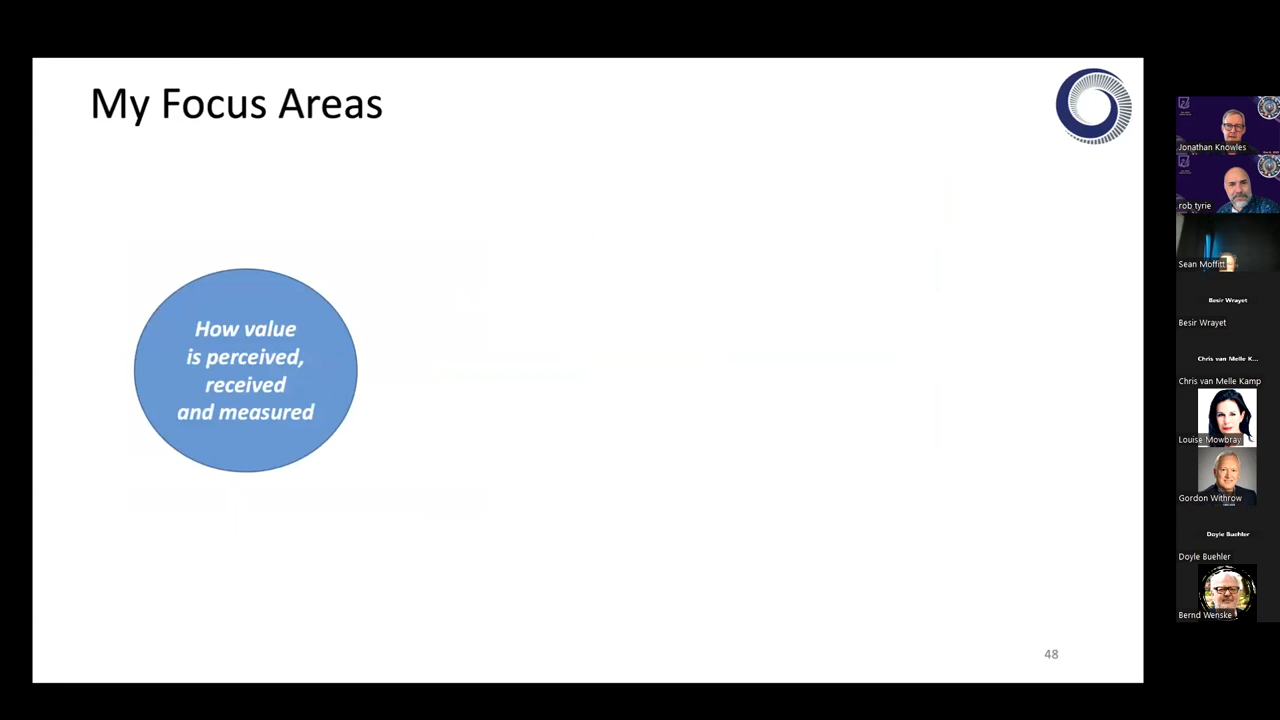 My Focus Areas
How value
is perceived,
received
and measured
48
Jonathan Knowles
rob tyrie
Sean Moffitt
Besir Wrayet
Besir Wrayet
Chris van Melle K...
Chris van Melle Kamp
Louise Mowbray
Gordon Withrow
Doyle Buehler
Doyle Buehler
Bernd Wenske